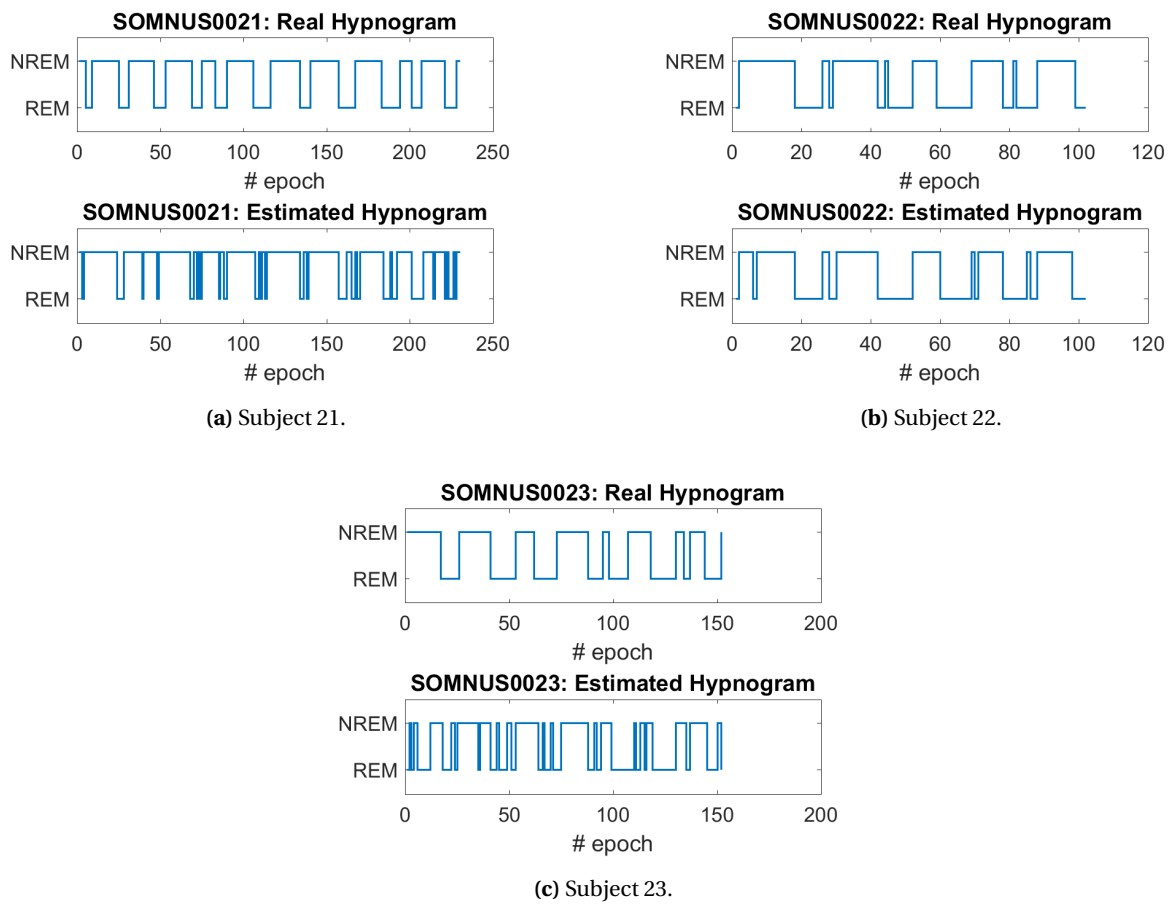 SOMNUS0021: Real Hypnogram
NREM
REM
0 50 100 150 200 250
# epoch
SOMNUS0021: Estimated Hypnogram
NREM
REM
0 50 100 150 200 250
# epoch
(a) Subject 21.
SOMNUS0022: Real Hypnogram
NREM
REM
0 20 40 60 80 100 120
# epoch
SOMNUS0022: Estimated Hypnogram
NREM
REM
0 20 40 60 80 100 120
# epoch
(b) Subject 22.
SOMNUS0023: Real Hypnogram
NREM
REM
0 50 100 150 200
# epoch
SOMNUS0023: Estimated Hypnogram
NREM
REM
0 50 100 150 200
# epoch
(c) Subject 23.